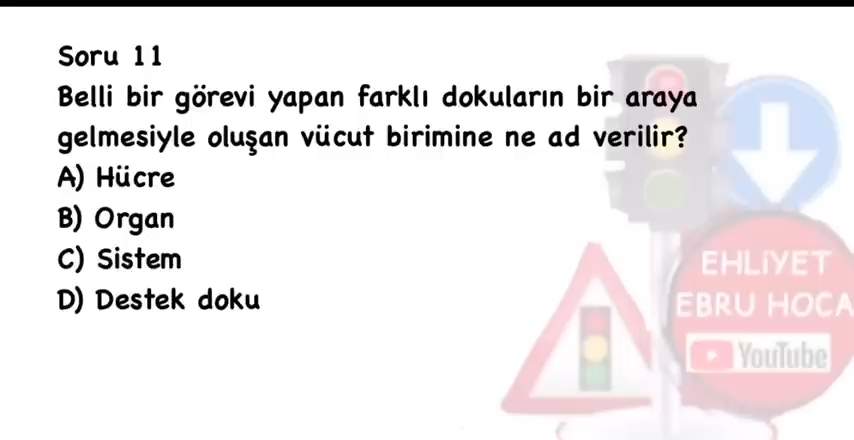 Soru 11
Belli bir görevi yapan farklı dokuların bir araya
gelmesiyle oluşan vücut birimine ne ad verilir?
A) Hücre
B) Organ
C) Sistem
D) Destek doku
EHLİYET
EBRU HOCA
YouTube